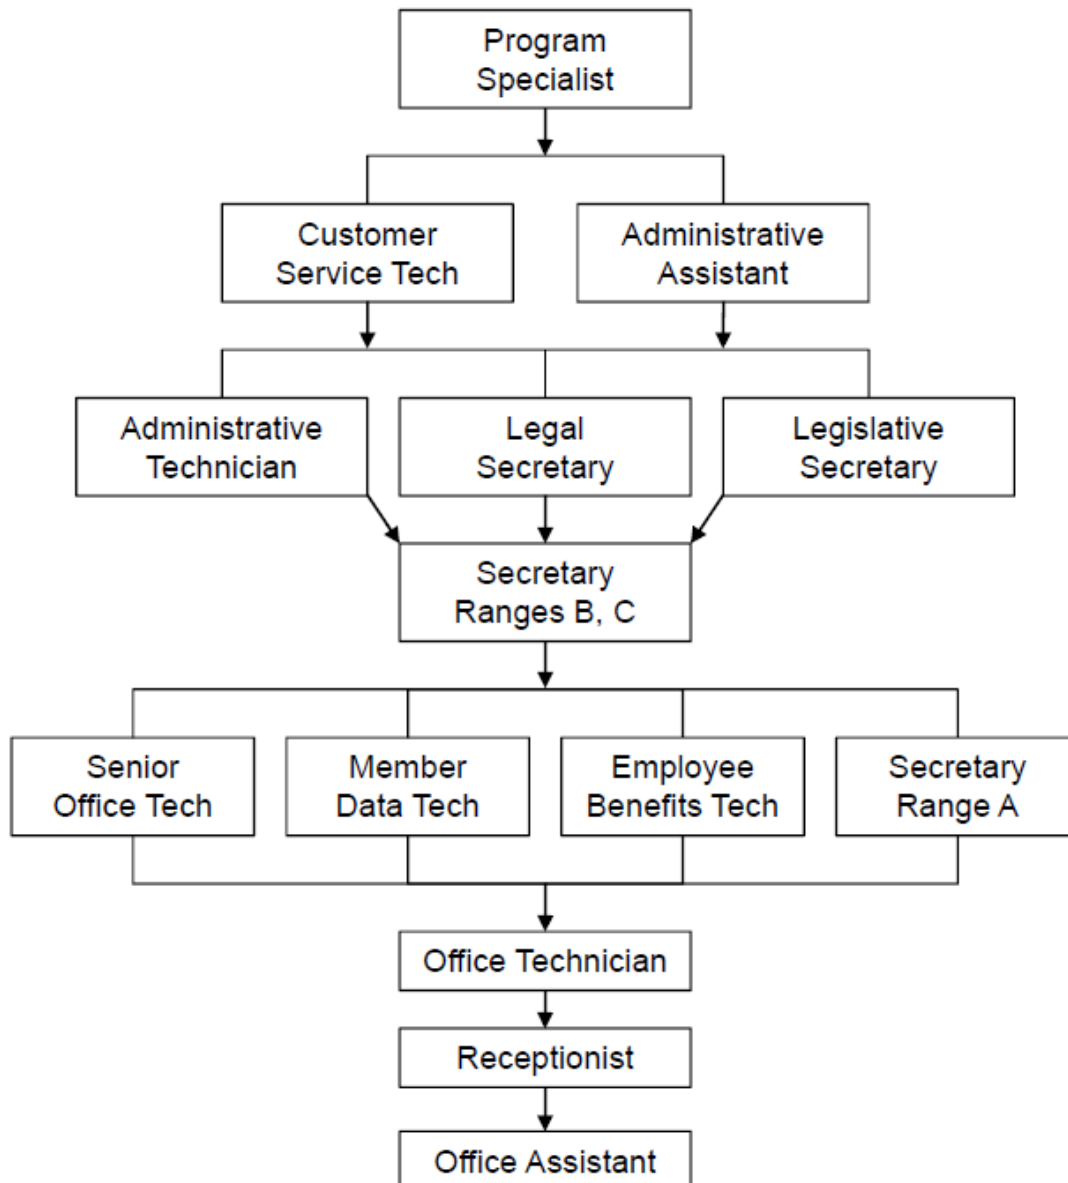 Program
Specialist
Customer
Service Tech
Administrative
Assistant
Administrative
Technician
Legal
Secretary
Legislative
Secretary
Secretary
Ranges B, C
Senior
Office Tech
Member
Data Tech
Employee
Benefits Tech
Secretary
Range A
Office Technician
Receptionist
Office Assistant